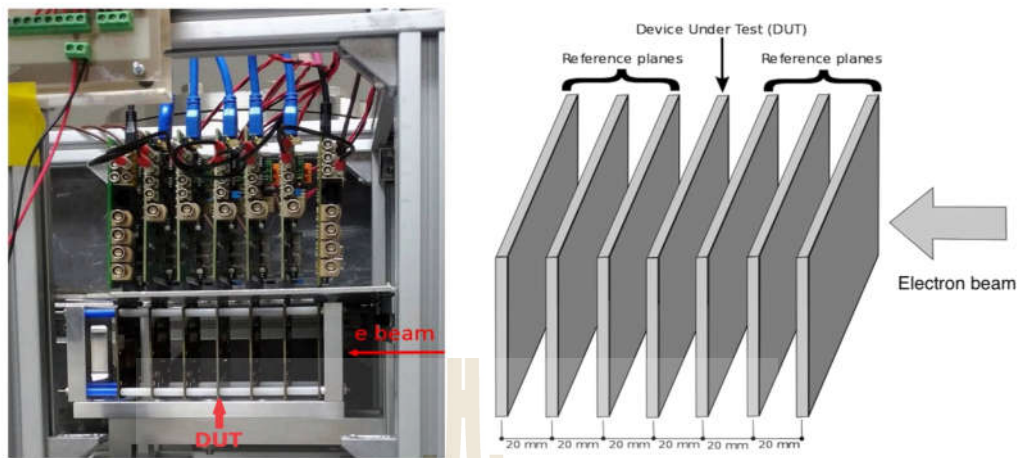 e beam
DUT
Device Under Test (DUT)
Reference planes
Reference planes
Electron beam
20 mm 20 mm 20 mm 20 mm 20 mm 20 mm